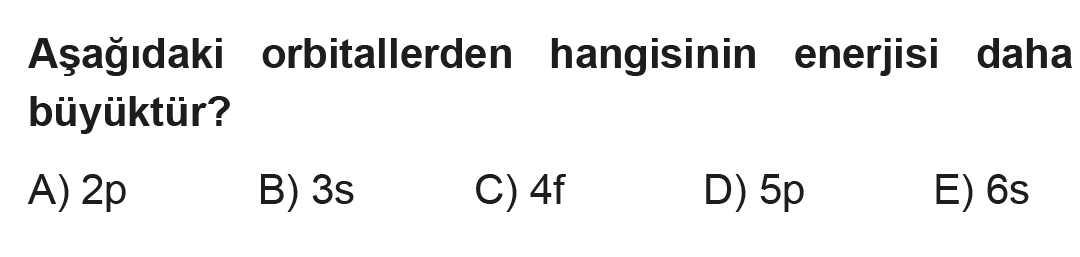 Aşağıdaki orbitallerden hangisinin enerjisi daha
büyüktür?
A) 2p B) 3s C) 4f D) 5p E) 6s